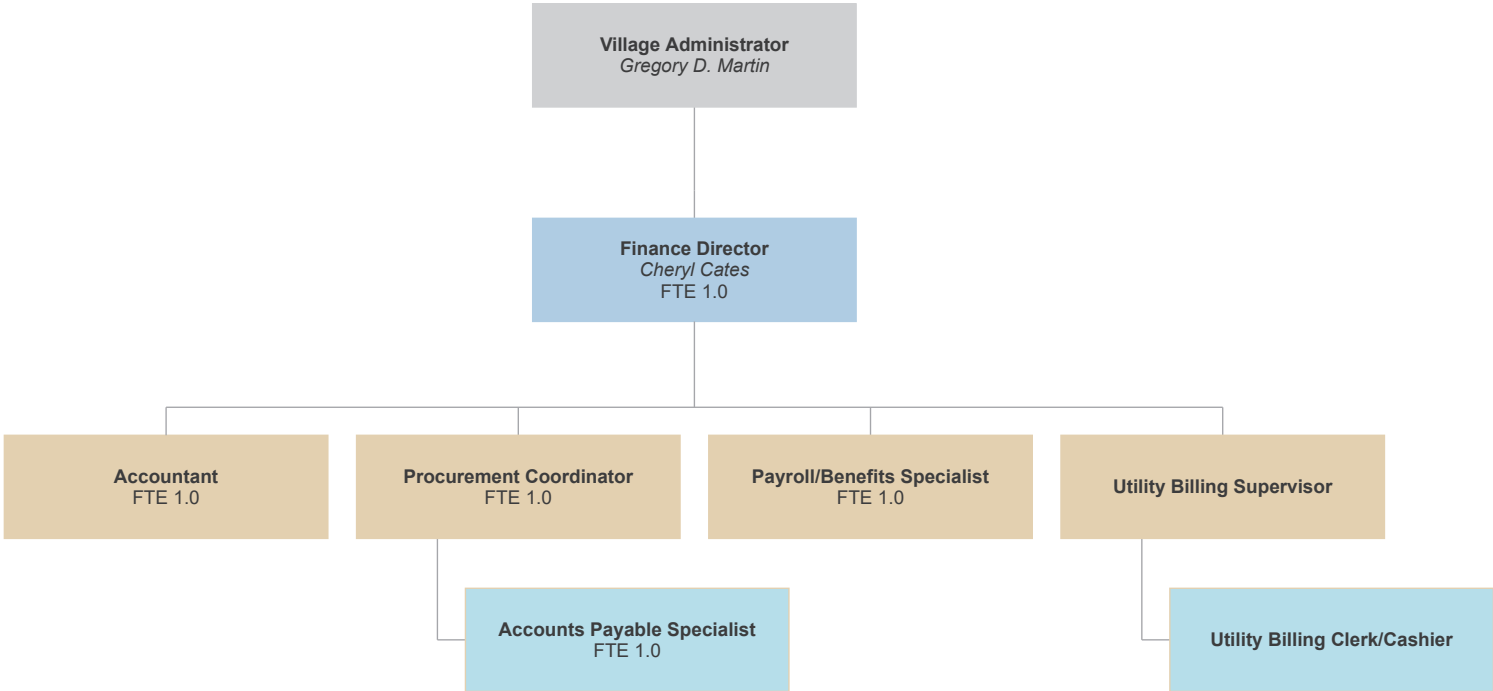 Village Administrator
Gregory D. Martin
Finance Director
Cheryl Cates
FTE 1.0
Accountant
FTE 1.0
Procurement Coordinator
FTE 1.0
Payroll/Benefits Specialist
FTE 1.0
Utility Billing Supervisor
Accounts Payable Specialist
FTE 1.0
Utility Billing Clerk/Cashier